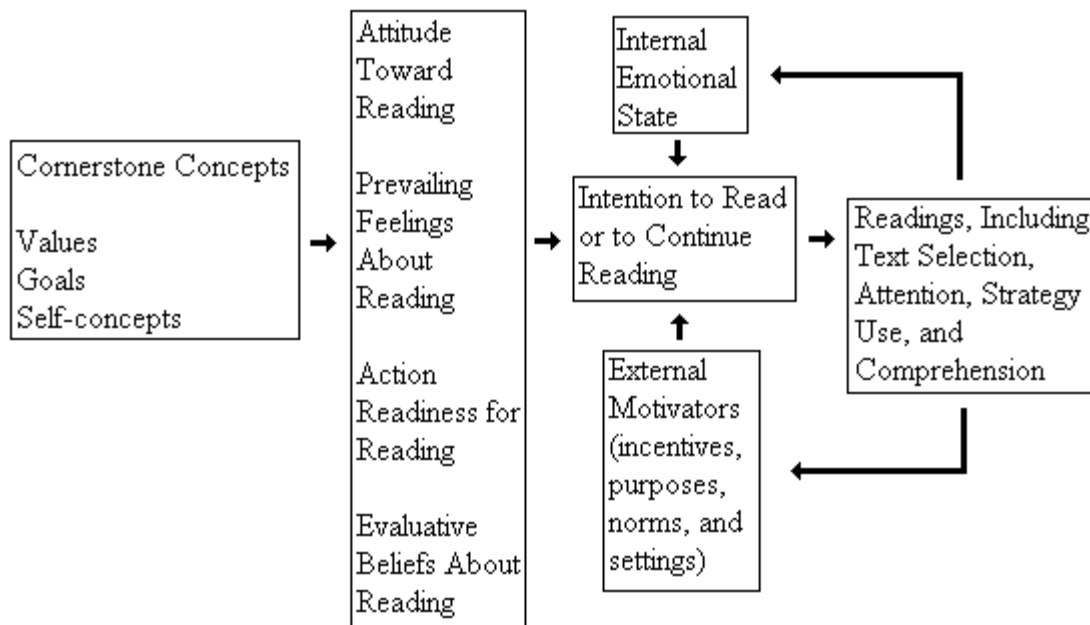 Cornerstone Concepts
Values
Goals
Self-concepts
Attitude
Toward
Reading
Prevailing
Feelings
About
Reading
Action
Readiness for
Reading
Evaluative
Beliefs About
Reading
Internal
Emotional
State
Intention to Read
or to Continue
Reading
External
Motivators
(incentives,
purposes,
norms, and
settings)
Readings, Including
Text Selection,
Attention, Strategy
Use, and
Comprehension